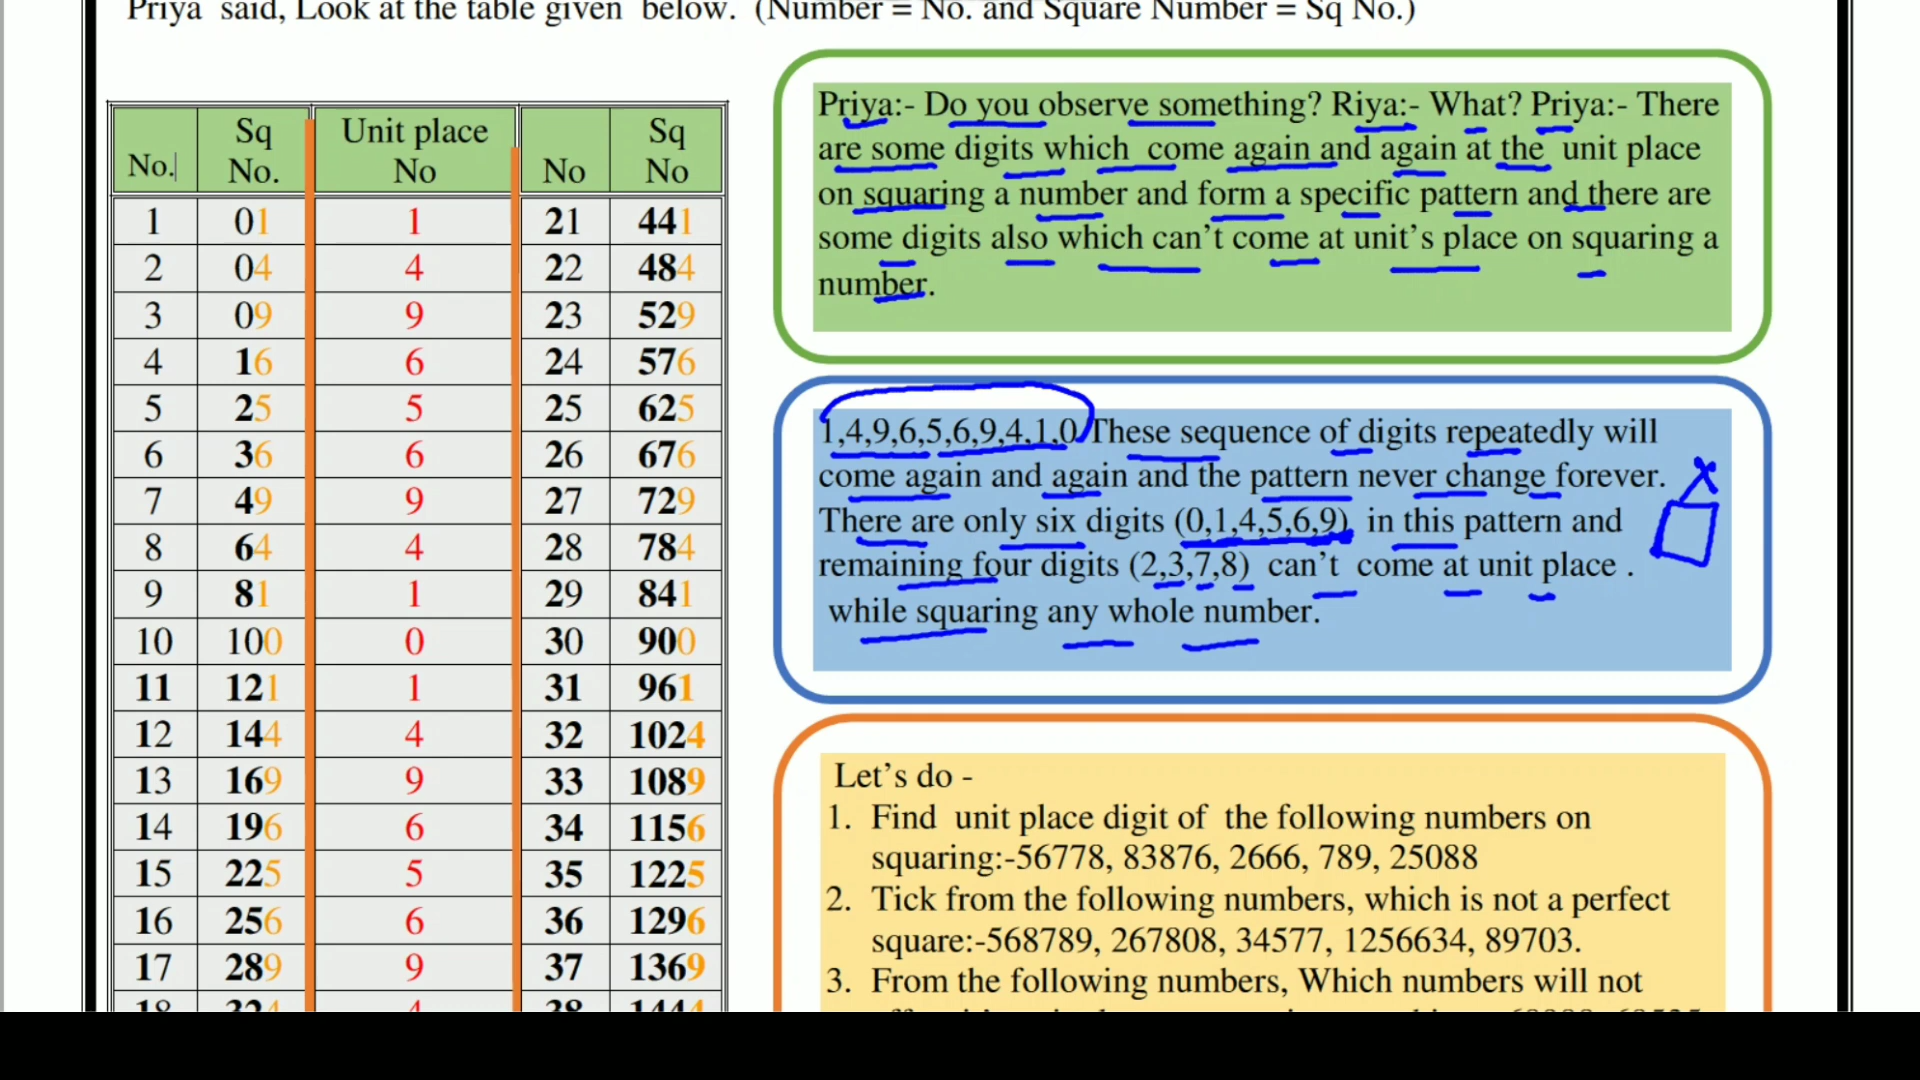 Priya said, Look at the table given below. (Number = No. and Square Number = Sq No.)
No. Sq No. Unit place No No Sq No
1 01 1 21 441
2 04 4 22 484
3 09 9 23 529
4 16 6 24 576
5 25 5 25 625
6 36 6 26 676
7 49 9 27 729
8 64 4 28 784
9 81 1 29 841
10 100 0 30 900
11 121 1 31 961
12 144 4 32 1024
13 169 9 33 1089
14 196 6 34 1156
15 225 5 35 1225
16 256 6 36 1296
17 289 9 37 1369
18 324 4 38 1444
Priya:- Do you observe something? Riya:- What? Priya:- There
are some digits which come again and again at the unit place
on squaring a number and form a specific pattern and there are
some digits also which can’t come at unit’s place on squaring a
number.
1,4,9,6,5,6,9,4,1,0 These sequence of digits repeatedly will
come again and again and the pattern never change forever.
There are only six digits (0,1,4,5,6,9) in this pattern and
remaining four digits (2,3,7,8) can’t come at unit place .
while squaring any whole number.
Let’s do -
1. Find unit place digit of the following numbers on
squaring:-56778, 83876, 2666, 789, 25088
2. Tick from the following numbers, which is not a perfect
square:-568789, 267808, 34577, 1256634, 89703.
3. From the following numbers, Which numbers will not